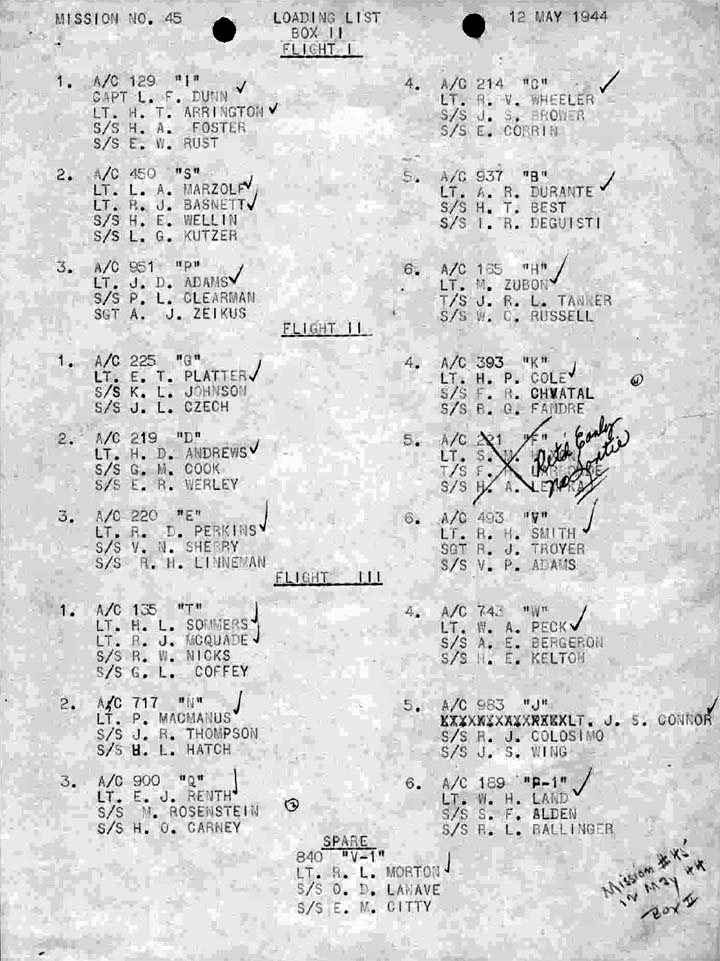 MISSION NO. 45 LOADING LIST 12 MAY 1944
BOX II
FLIGHT I
1. A/C 129 "I"
CAPT L. F. DUNN
LT. H. T. ARRINGTON
S/S H. A. FOSTER
S/S E. W. RUST
2. A/C 450 "S"
LT. L. A. MARZOLF
LT. R. J. BASNETT
S/S H. E. WELLIN
S/S L. G. KUTZER
3. A/C 951 "P"
LT. J. D. ADAMS
S/S P. L. CLEARMAN
SGT A. J. ZEIKUS
4. A/C 214 "C"
LT. R. V. WHEELER
S/S J. S. BROWER
S/S E. CORRIN
5. A/C 937 "B"
LT. A. R. DURANTE
S/S H. T. BEST
S/S I. R. DEGUISTI
6. A/C 165 "H"
LT. M. ZUBON
T/S J. R. L. TANNER
S/S W. C. RUSSELL
FLIGHT II
1. A/C 225 "G"
LT. E. T. PLATTER
S/S K. L. JOHNSON
S/S J. L. CZECH
2. A/C 219 "D"
LT. H. D. ANDREWS
S/S G. M. COOK
S/S E. R. WERLEY
3. A/C 220 "E"
LT. R. D. PERKINS
S/S V. N. SHERRY
S/S R. H. LINNEMAN
4. A/C 393 "K"
LT. H. P. COLE
S/S F. R. CHVATAL
S/S B. G. FANDRE
5. A/C 221 "F"
LT. S. M.
T/S F.
S/S H. A.
Ret'd Early
no sortie
6. A/C 493 "V"
LT. R. H. SMITH
SGT R. J. TROYER
S/S V. P. ADAMS
FLIGHT III
1. A/C 135 "T"
LT. H. L. SOMMERS
LT. R. J. MCQUADE
S/S R. W. NICKS
S/S G. L. COFFEY
2. A/C 717 "N"
LT. P. MACMANUS
S/S J. R. THOMPSON
S/S H. L. HATCH
3. A/C 900 "Q"
LT. E. J. RENTH
S/S M. ROSENSTEIN
S/S H. O. CARNEY
4. A/C 743 "W"
LT. W. A. PECK
S/S A. E. BERGERON
S/S H. E. KELTON
5. A/C 983 "J"
LT. J. S. CONNOR
S/S R. J. COLOSIMO
S/S J. S. WING
6. A/C 189 "P-1"
LT. W. H. LAND
S/S S. F. ALDEN
S/S R. L. BALLINGER
SPARE
840 "V-1"
LT. R. L. MORTON
S/S O. D. LANAVE
S/S E. M. CITTY
Mission #45
12 May 44
Box II